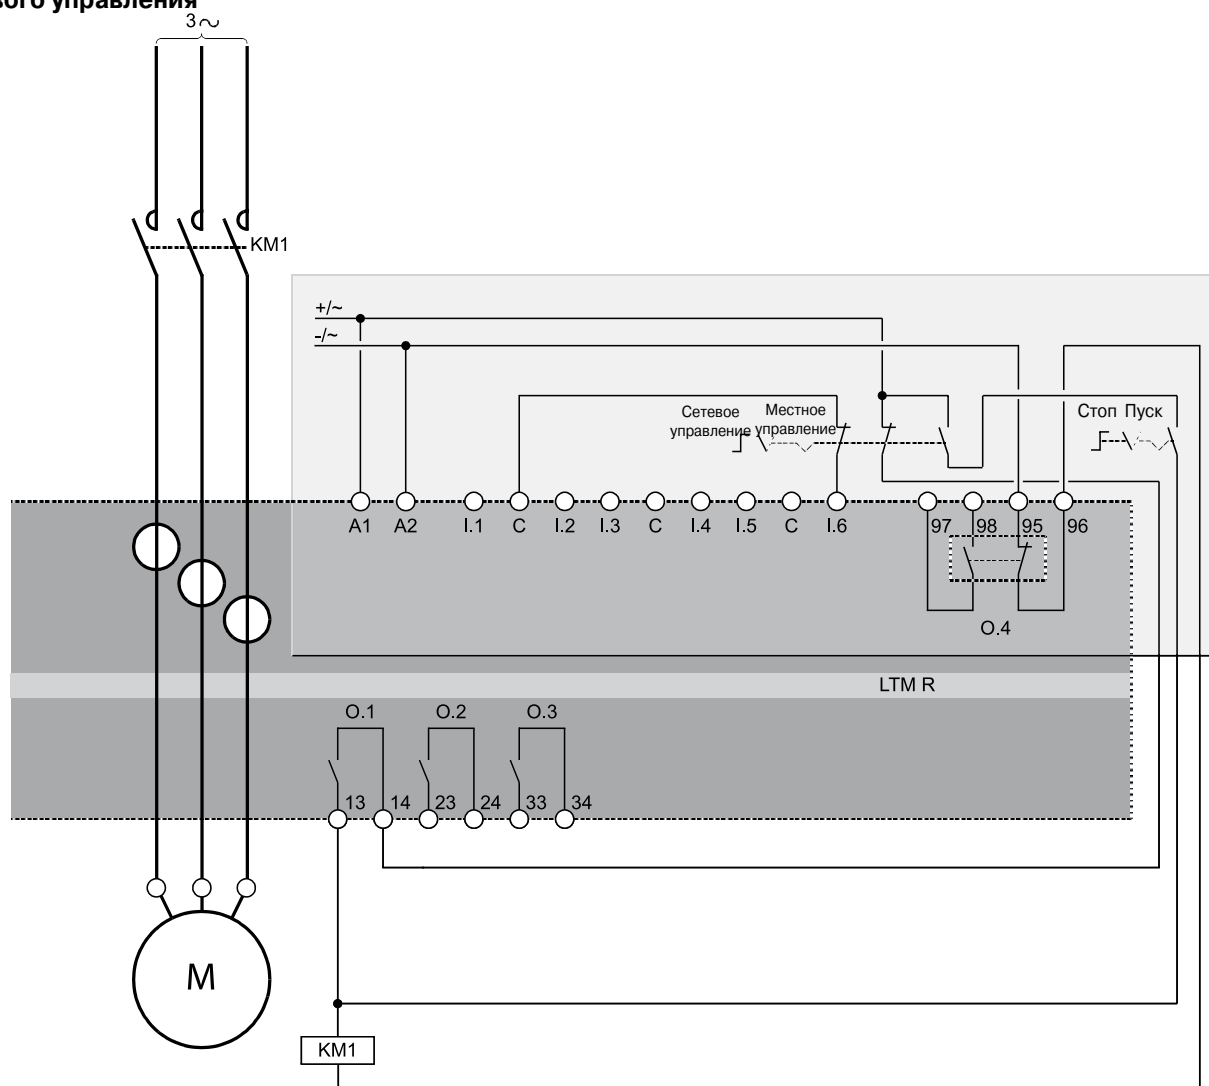 вого управления
3~
KM1
+/~
-/~
Сетевое управление
Местное управление
Стоп Пуск
A1 A2 I.1 C I.2 I.3 C I.4 I.5 C I.6 97 98 95 96
O.4
LTM R
O.1 O.2 O.3
13 14 23 24 33 34
M
KM1